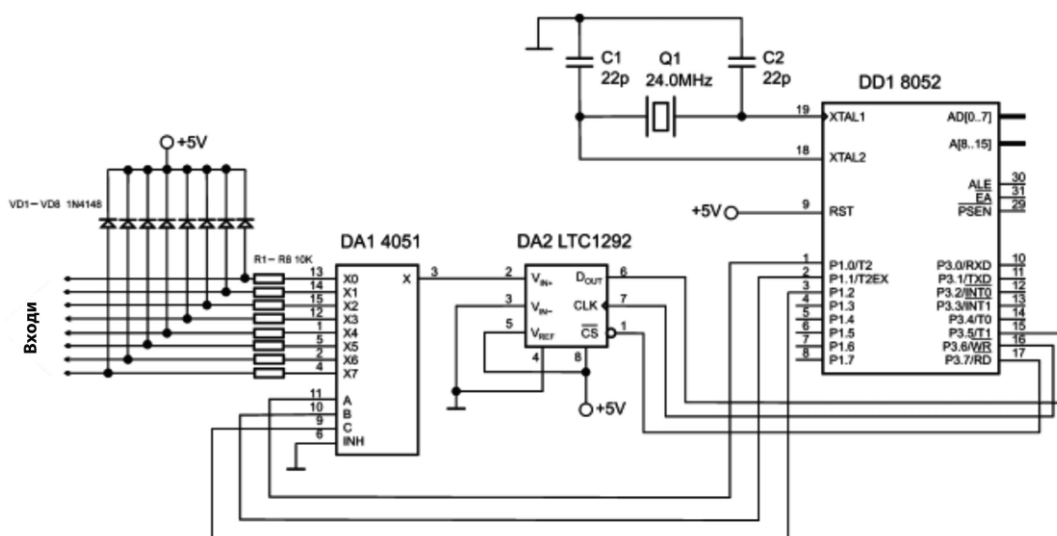 C1
22p
Q1
24.0MHz
C2
22p
DD1 8052
19 XTAL1
18 XTAL2
9 RST
+5V
AD[0..7]
A[8..15]
ALE 30
EA 31
PSEN 29
1 P1.0/T2
2 P1.1/T2EX
3 P1.2
4 P1.3
5 P1.4
6 P1.5
7 P1.6
8 P1.7
P3.0/RXD 10
P3.1/TXD 11
P3.2/INT0 12
P3.3/INT1 13
P3.4/T0 14
P3.5/T1 15
P3.6/WR 16
P3.7/RD 17
+5V
VD1-VD8 1N4148
R1-R8 10K
Входи
DA1 4051
13 X0
14 X1
15 X2
12 X3
1 X4
5 X5
2 X6
4 X7
11 A
10 B
9 C
6 INH
X 3
DA2 LTC1292
2 VIN+
3 VIN-
5 VREF
DOUT 6
CLK 7
CS 1
4 8
+5V